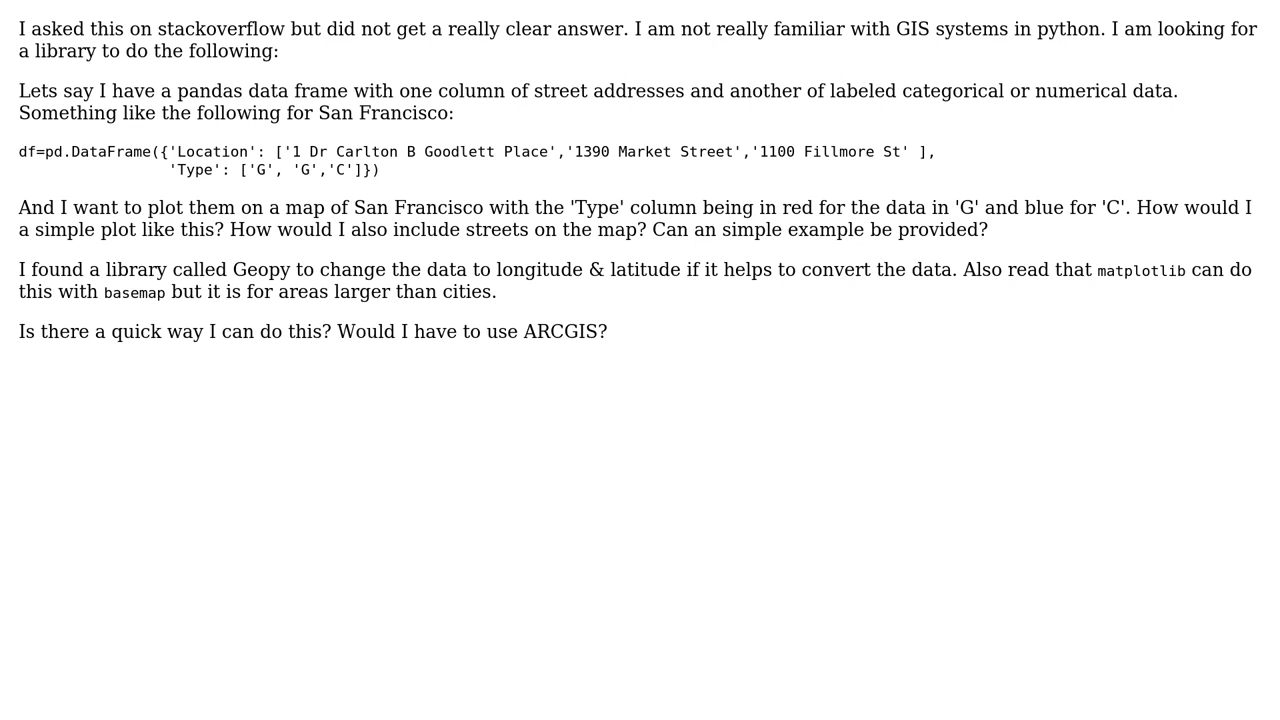 I asked this on stackoverflow but did not get a really clear answer. I am not really familiar with GIS systems in python. I am looking for
a library to do the following:
Lets say I have a pandas data frame with one column of street addresses and another of labeled categorical or numerical data.
Something like the following for San Francisco:
df=pd.DataFrame({'Location': ['1 Dr Carlton B Goodlett Place','1390 Market Street','1100 Fillmore St' ],
                 'Type': ['G', 'G','C']})
And I want to plot them on a map of San Francisco with the 'Type' column being in red for the data in 'G' and blue for 'C'. How would I
a simple plot like this? How would I also include streets on the map? Can an simple example be provided?
I found a library called Geopy to change the data to longitude & latitude if it helps to convert the data. Also read that matplotlib can do
this with basemap but it is for areas larger than cities.
Is there a quick way I can do this? Would I have to use ARCGIS?